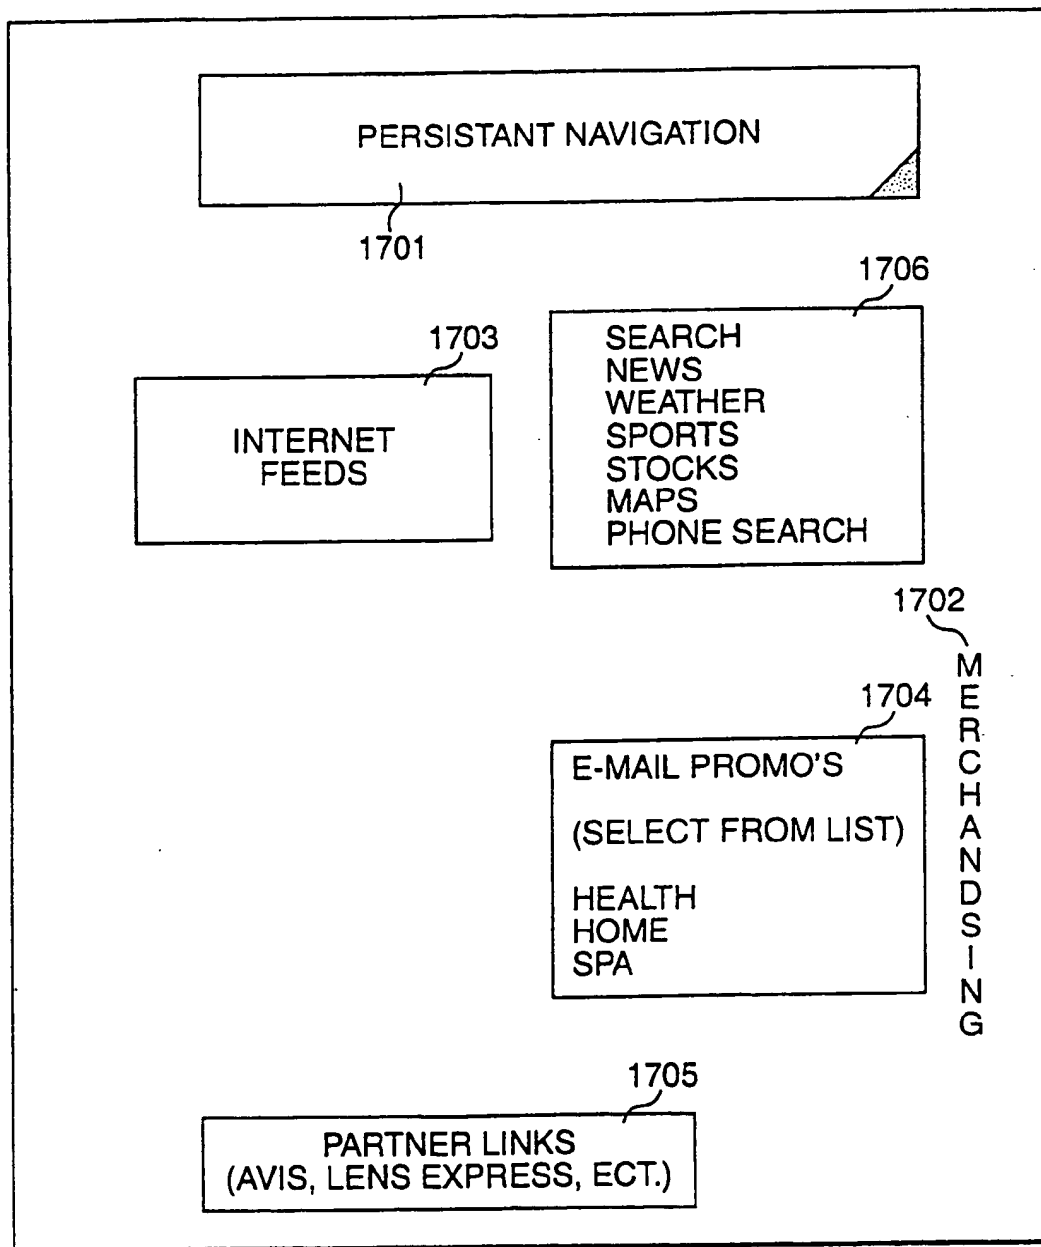 PERSISTANT NAVIGATION
1701
1706
SEARCH
NEWS
WEATHER
SPORTS
STOCKS
MAPS
PHONE SEARCH
1703
INTERNET
FEEDS
1702
MERCHANDSING
1704
E-MAIL PROMO'S
(SELECT FROM LIST)
HEALTH
HOME
SPA
1705
PARTNER LINKS
(AVIS, LENS EXPRESS, ECT.)